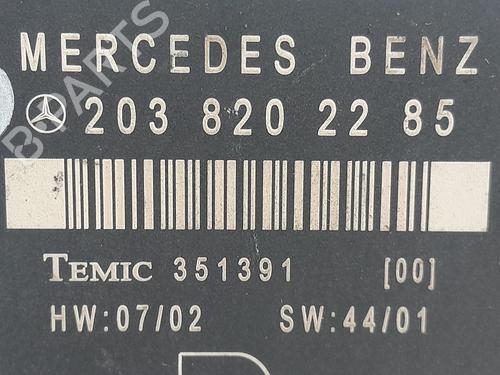 MERCEDES BENZ
203 820 22 85
TEMIC 351391 [00]
HW:07/02 SW:44/01